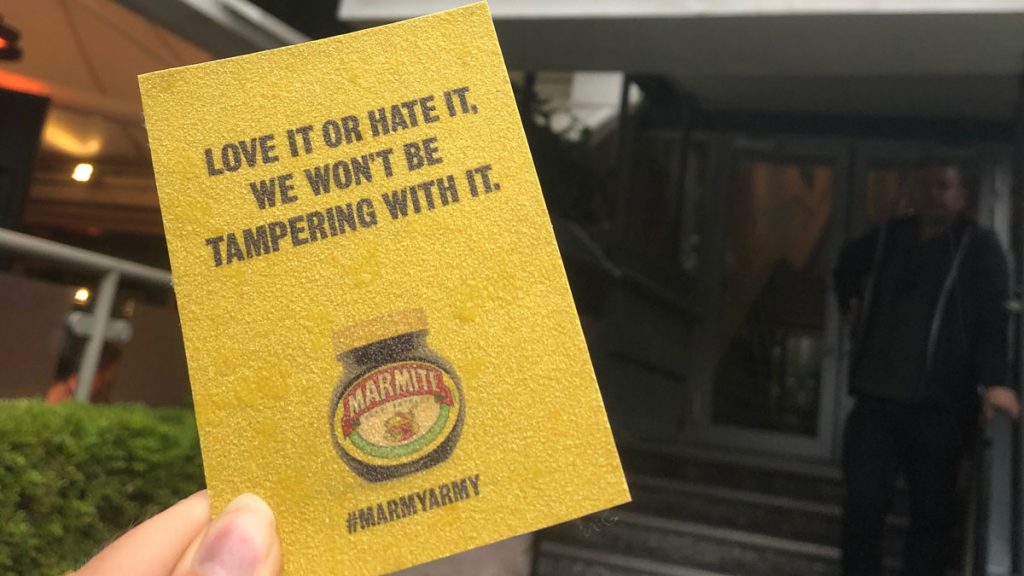 LOVE IT OR HATE IT,
WE WON'T BE
TAMPERING WITH IT.
MARMITE
#MARMYARMY